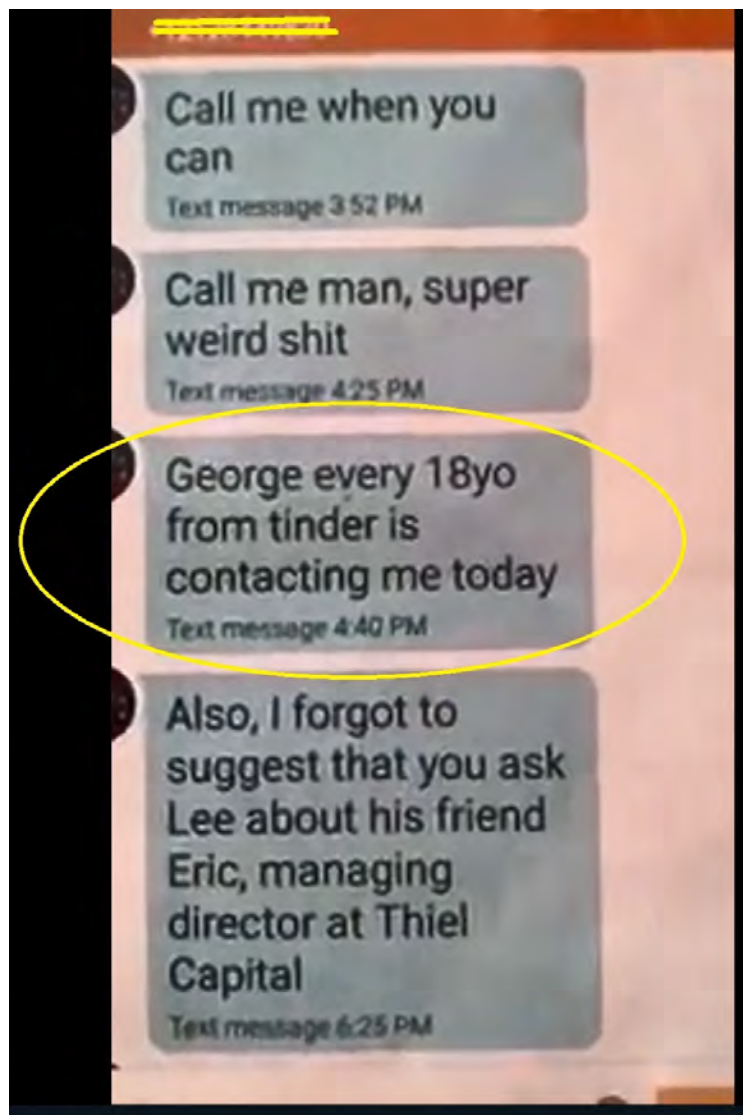 Call me when you
can
Text message 3 52 PM
Call me man, super
weird shit
Text message 4:25 PM
George every 18yo
from tinder is
contacting me today
Text message 4:40 PM
Also, I forgot to
suggest that you ask
Lee about his friend
Eric, managing
director at Thiel
Capital
Text message 6:25 PM